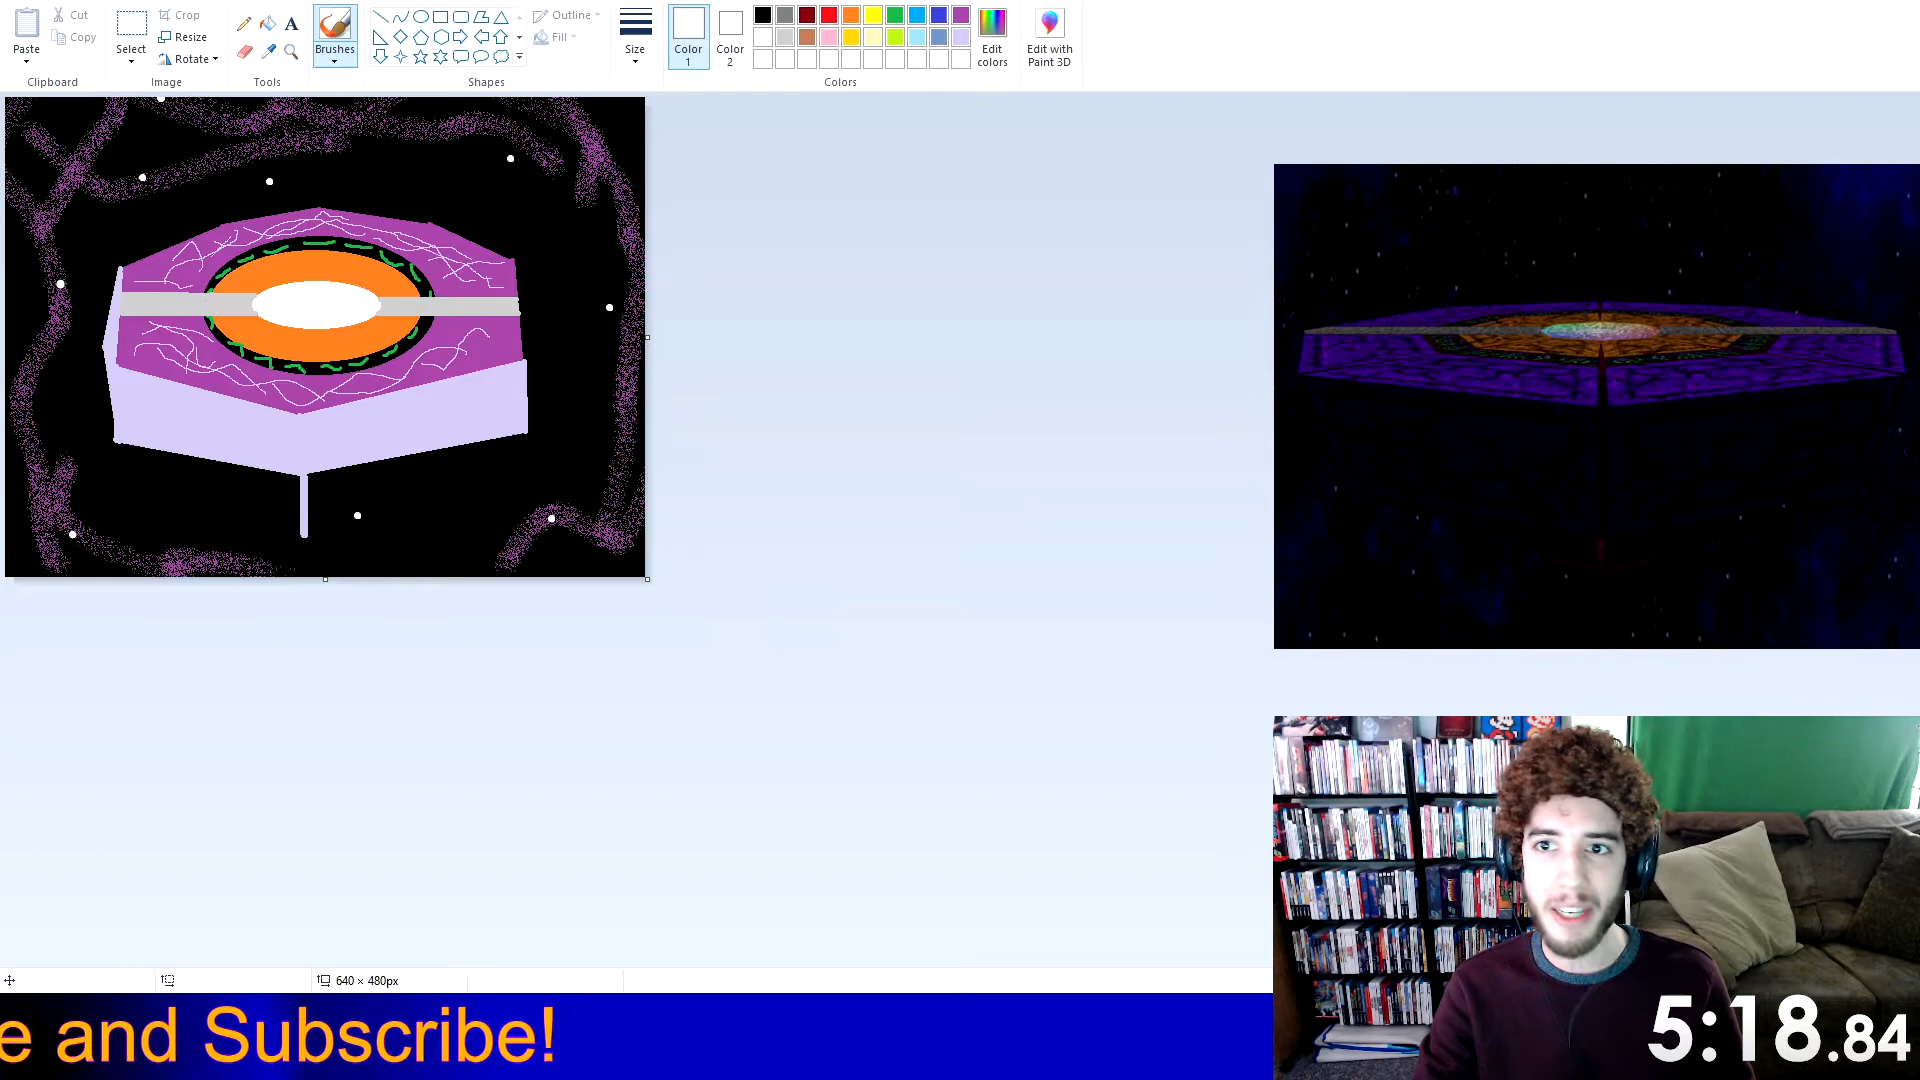 Paste
Cut
Copy
Clipboard
Select
Crop
Resize
Rotate
Image
A
Tools
Brushes
Shapes
Outline
Fill
Size
Color 1
Color 2
Edit colors
Colors
Edit with Paint 3D
640 × 480px
e and Subscribe!
5:18.84